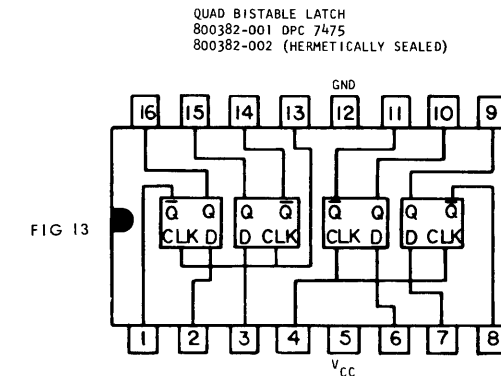 QUAD BISTABLE LATCH
800382-001 DPC 7475
800382-002 (HERMETICALLY SEALED)
GND
16 15 14 13 12 11 10 9
Q̅ Q Q Q̅ Q̅ Q Q Q̅
CLK D D CLK CLK D D CLK
FIG 13
1 2 3 4 5 6 7 8
VCC